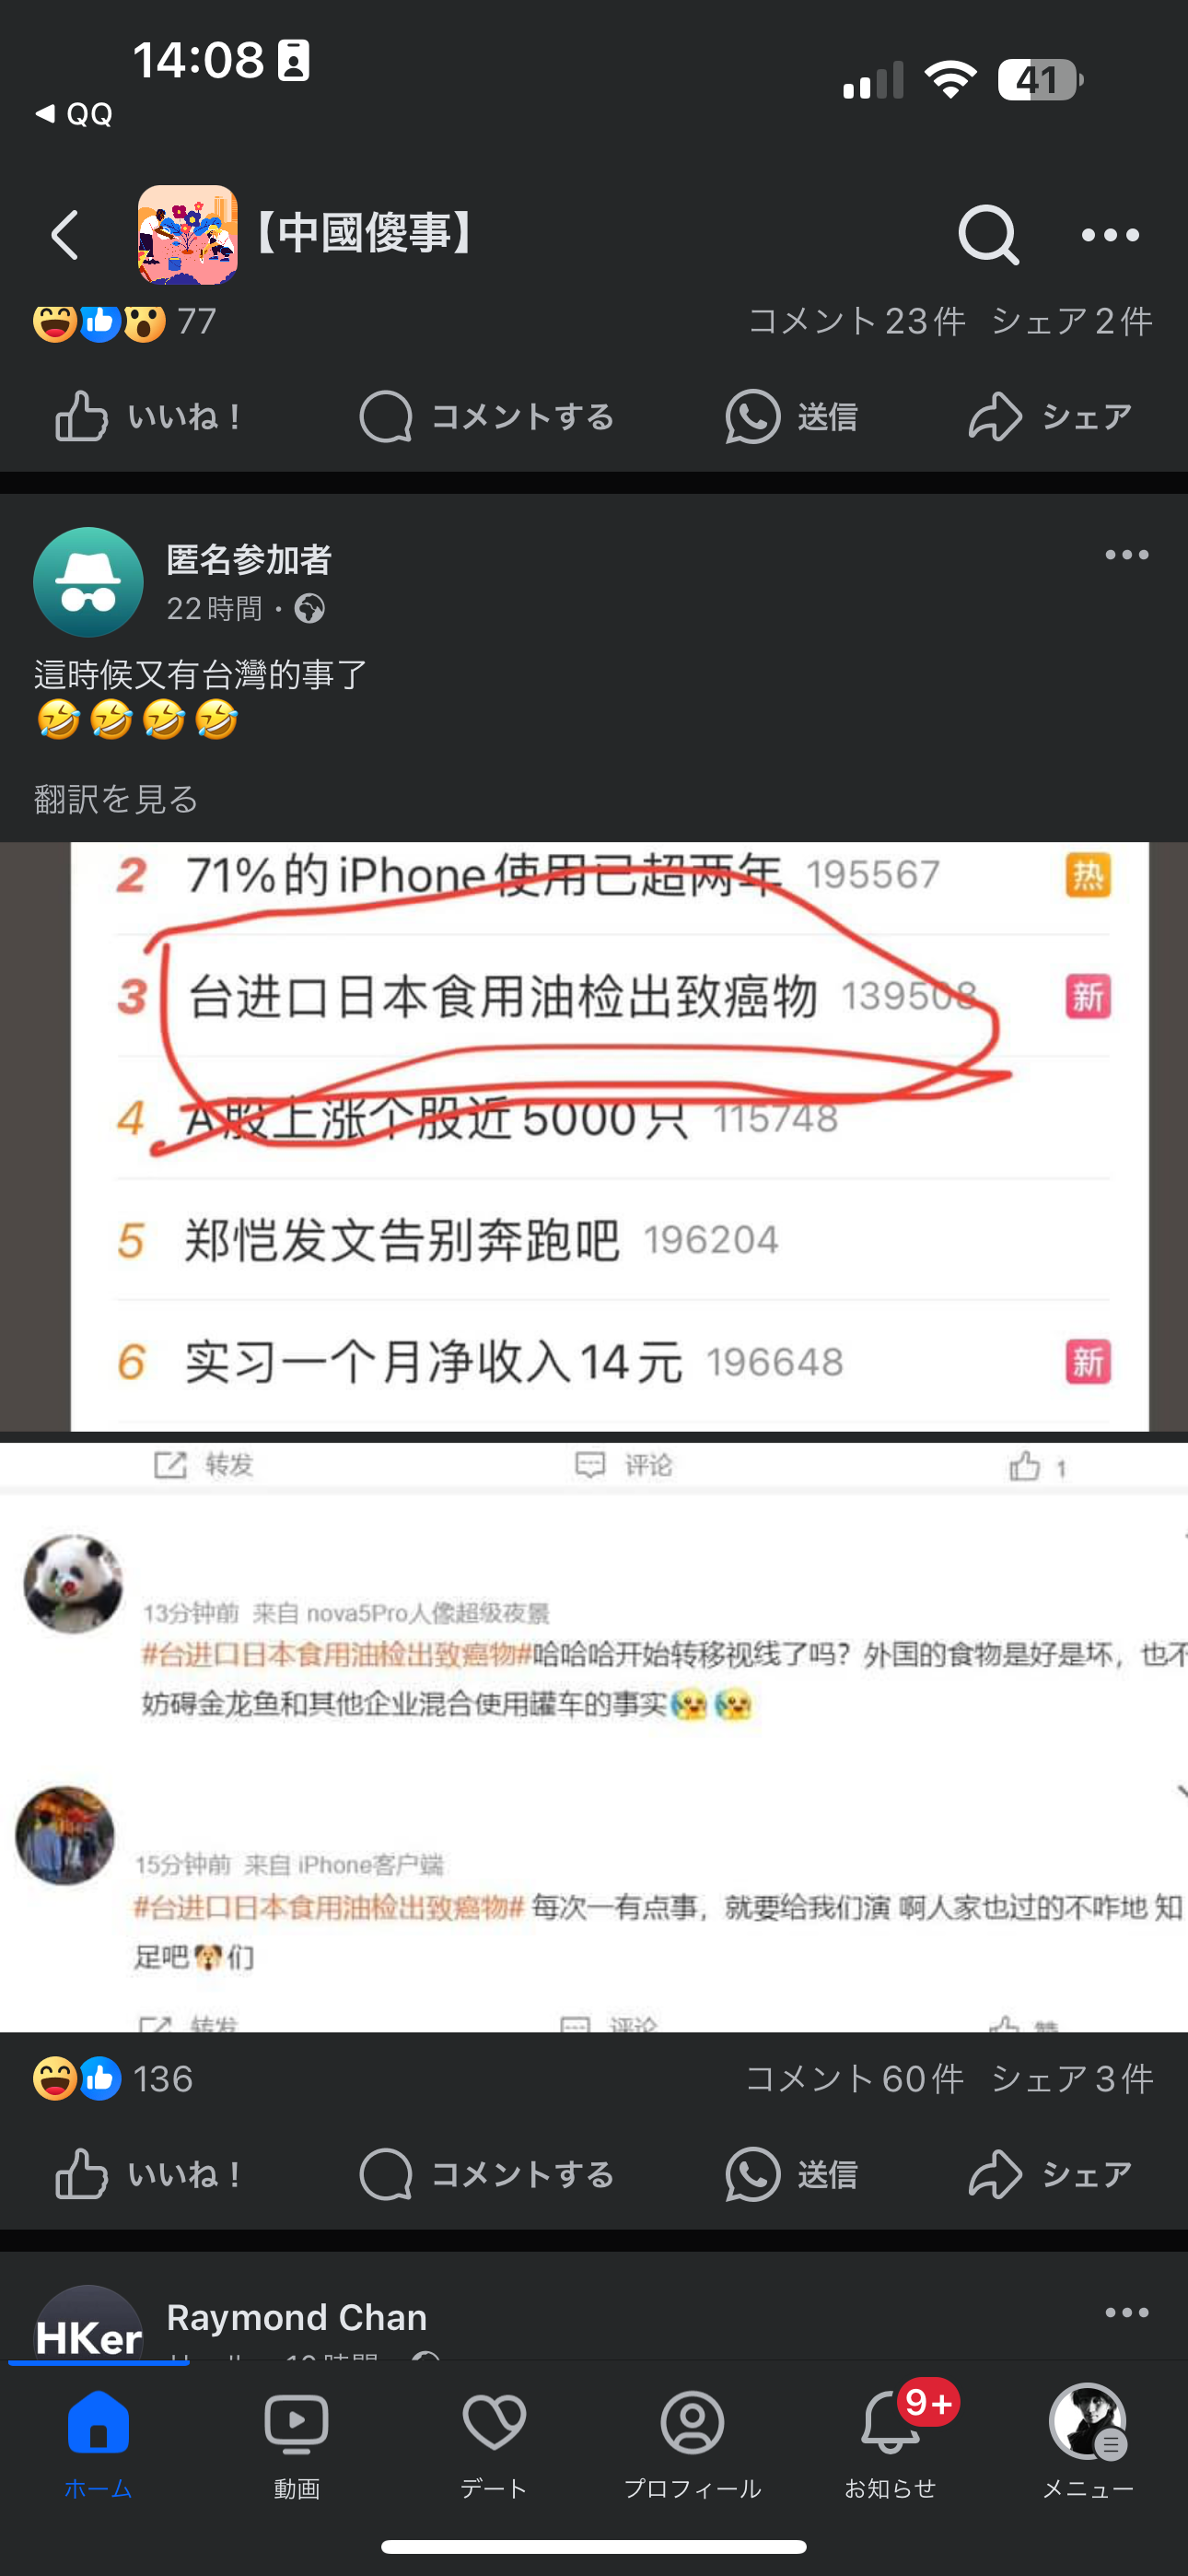 14:08
QQ
41
【中國傻事】
77
コメント23件 シェア2件
いいね！
コメントする
送信
シェア
匿名参加者
22時間
這時候又有台灣的事了
翻訳を見る
2 71%的iPhone使用已超两年 195567 热
3 台进口日本食用油检出致癌物 139508 新
4 A股上涨个股近5000只 115748
5 郑恺发文告别奔跑吧 196204
6 实习一个月净收入14元 196648 新
转发
评论
1
13分钟前 来自 nova5Pro人像超级夜景
#台进口日本食用油检出致癌物#哈哈哈开始转移视线了吗？外国的食物是好是坏，也不
妨碍金龙鱼和其他企业混合使用罐车的事实
15分钟前 来自 iPhone客户端
#台进口日本食用油检出致癌物# 每次一有点事，就要给我们演 啊人家也过的不咋地 知
足吧们
转发
评论
136
コメント60件 シェア3件
いいね！
コメントする
送信
シェア
HKer
Raymond Chan
ホーム
動画
デート
プロフィール
9+
お知らせ
メニュー